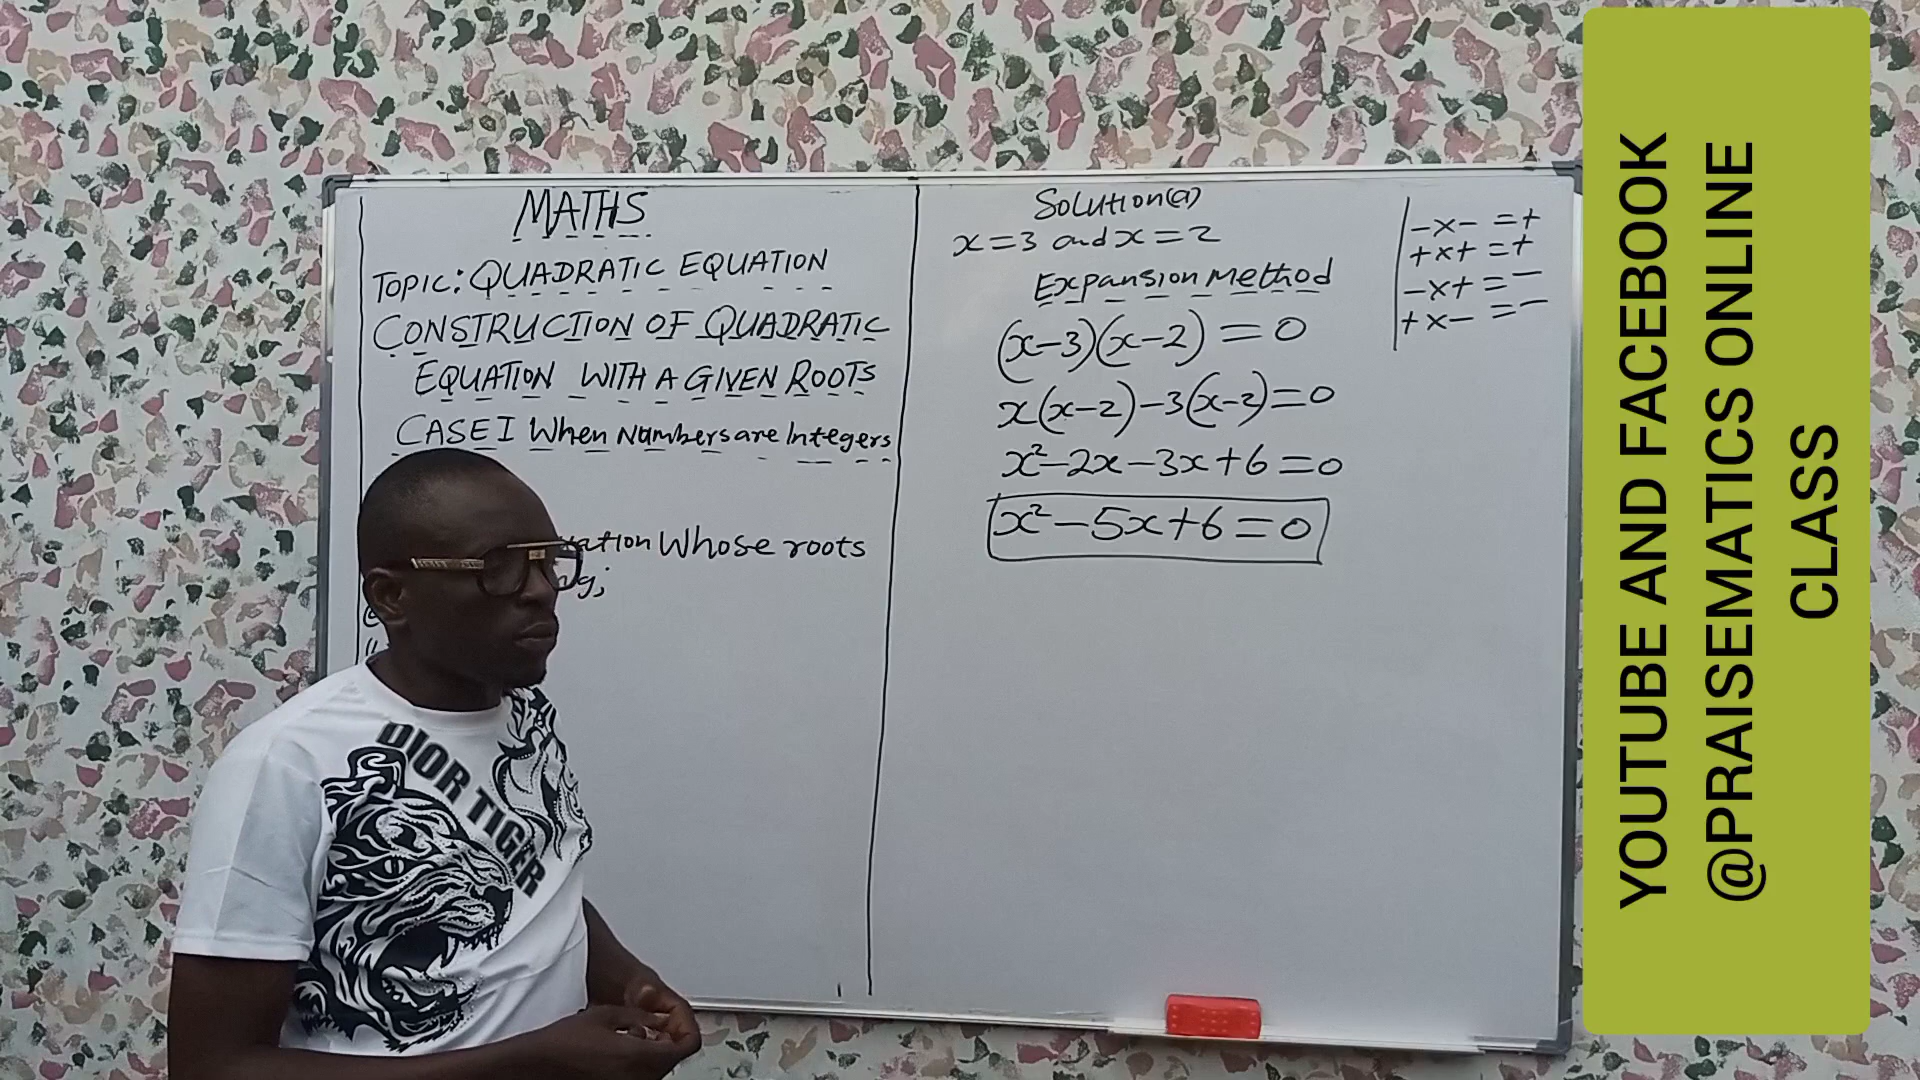 MATHS
TOPIC: QUADRATIC EQUATION
CONSTRUCTION OF QUADRATIC
EQUATION WITH A GIVEN ROOTS
CASE I When Numbers are Integers
Whose roots
Solution(a)
x=3 and x=2
Expansion Method
(x-3)(x-2)=0
x(x-2)-3(x-2)=0
x²-2x-3x+6=0
x²-5x+6=0
-x- =+
+x+ =+
-x+ =-
+x- =-
DIOR TIGER
YOUTUBE AND FACEBOOK
@PRAISEMATICS ONLINE
CLASS